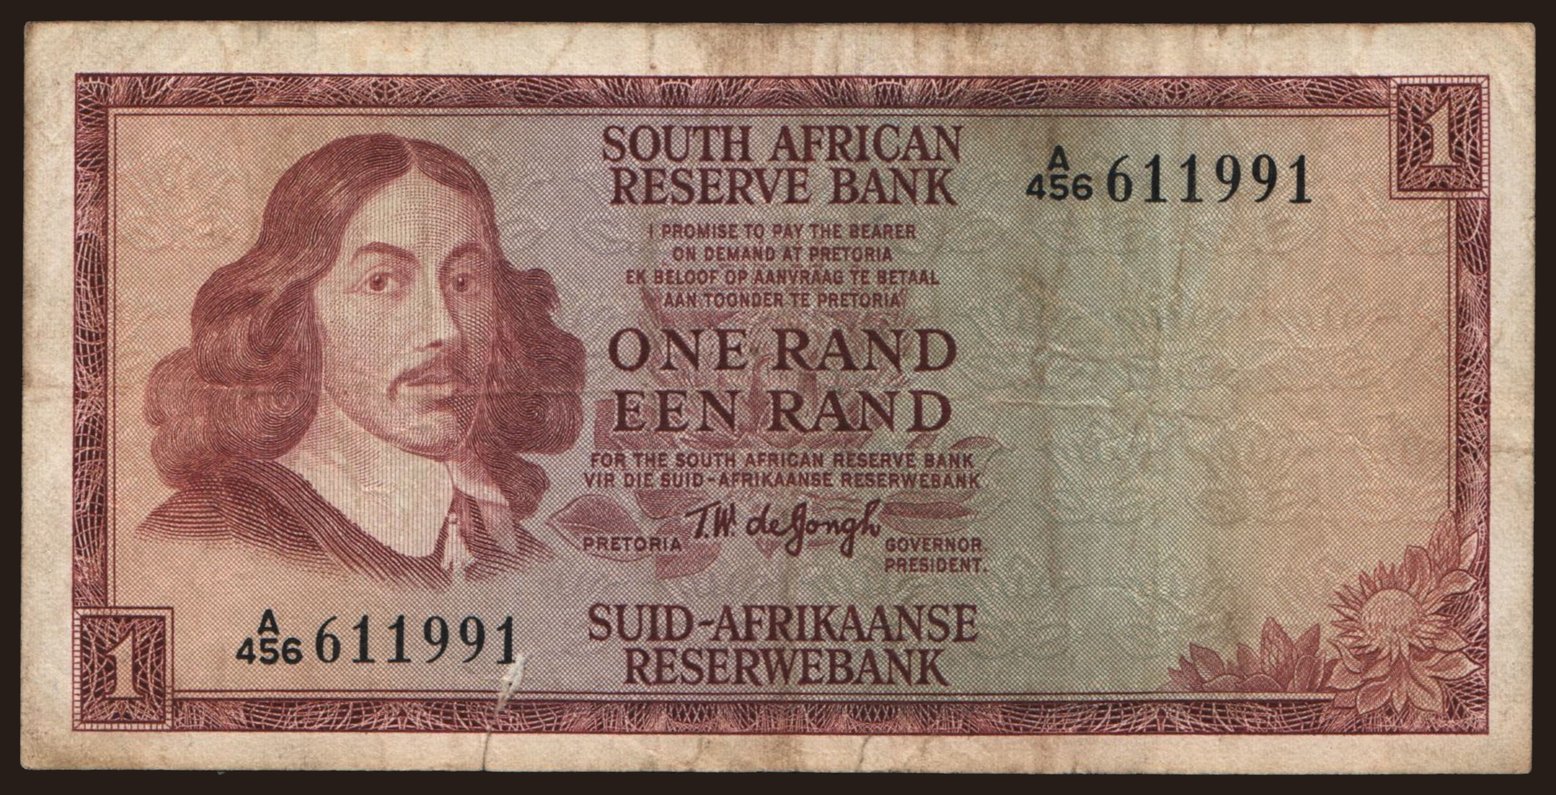 1
SOUTH AFRICAN
RESERVE BANK
A
456 611991
I PROMISE TO PAY THE BEARER
ON DEMAND AT PRETORIA
EK BELOOF OP AANVRAAG TE BETAAL
AAN TOONDER TE PRETORIA
ONE RAND
EEN RAND
FOR THE SOUTH AFRICAN RESERVE BANK
VIR DIE SUID-AFRIKAANSE RESERWEBANK
T.W. de Jongh
PRETORIA GOVERNOR.
PRESIDENT.
SUID-AFRIKAANSE
RESERWEBANK
A
456 611991
1